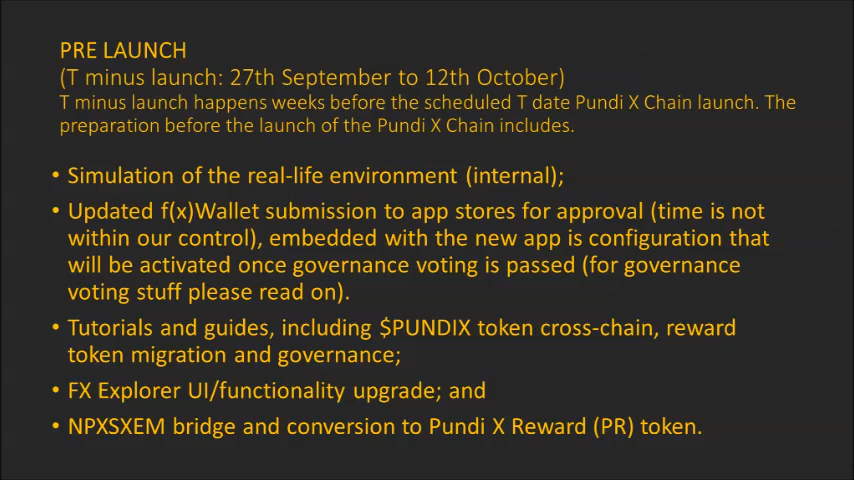 PRE LAUNCH
(T minus launch: 27th September to 12th October)
T minus launch happens weeks before the scheduled T date Pundi X Chain launch. The
preparation before the launch of the Pundi X Chain includes.
• Simulation of the real-life environment (internal);
• Updated f(x)Wallet submission to app stores for approval (time is not
within our control), embedded with the new app is configuration that
will be activated once governance voting is passed (for governance
voting stuff please read on).
• Tutorials and guides, including $PUNDIX token cross-chain, reward
token migration and governance;
• FX Explorer UI/functionality upgrade; and
• NPXSXEM bridge and conversion to Pundi X Reward (PR) token.